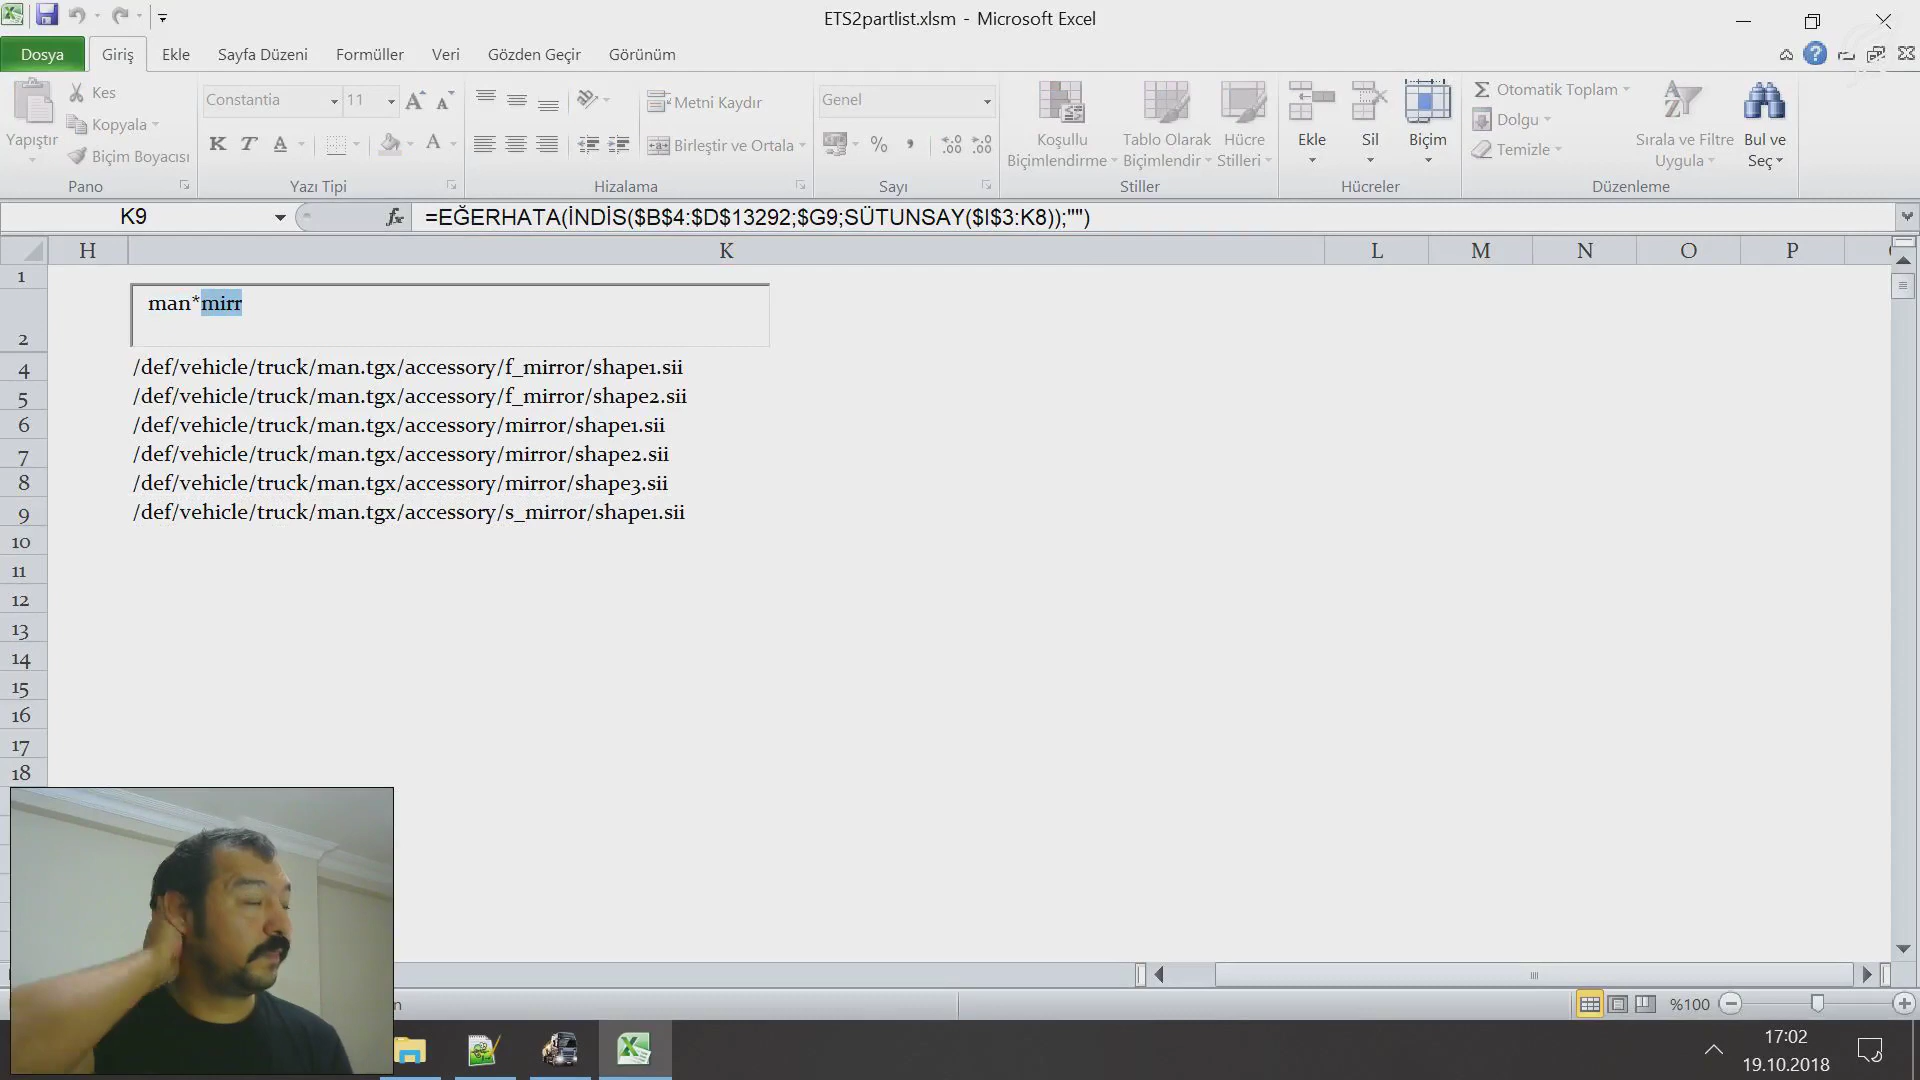 ETS2partlist.xlsm - Microsoft Excel
Dosya Giriş Ekle Sayfa Düzeni Formüller Veri Gözden Geçir Görünüm
Yapıştır
Kes
Kopyala
Biçim Boyacısı
Pano
Constantia 11
K T A A
Yazı Tipi
Metni Kaydır
Birleştir ve Ortala
Hizalama
Genel
%
Sayı
Koşullu Biçimlendirme
Tablo Olarak Biçimlendir
Hücre Stilleri
Stiller
Ekle
Sil
Biçim
Hücreler
Otomatik Toplam
Dolgu
Temizle
Sırala ve Filtre Uygula
Bul ve Seç
Düzenleme
K9 fx =EĞERHATA(İNDİS($B$4:$D$13292;$G9;SÜTUNSAY($I$3:K8));"")
H K L M N O P
1
2 man*mirr
4 /def/vehicle/truck/man.tgx/accessory/f_mirror/shape1.sii
5 /def/vehicle/truck/man.tgx/accessory/f_mirror/shape2.sii
6 /def/vehicle/truck/man.tgx/accessory/mirror/shape1.sii
7 /def/vehicle/truck/man.tgx/accessory/mirror/shape2.sii
8 /def/vehicle/truck/man.tgx/accessory/mirror/shape3.sii
9 /def/vehicle/truck/man.tgx/accessory/s_mirror/shape1.sii
10
11
12
13
14
15
16
17
18
%100
17:02
19.10.2018